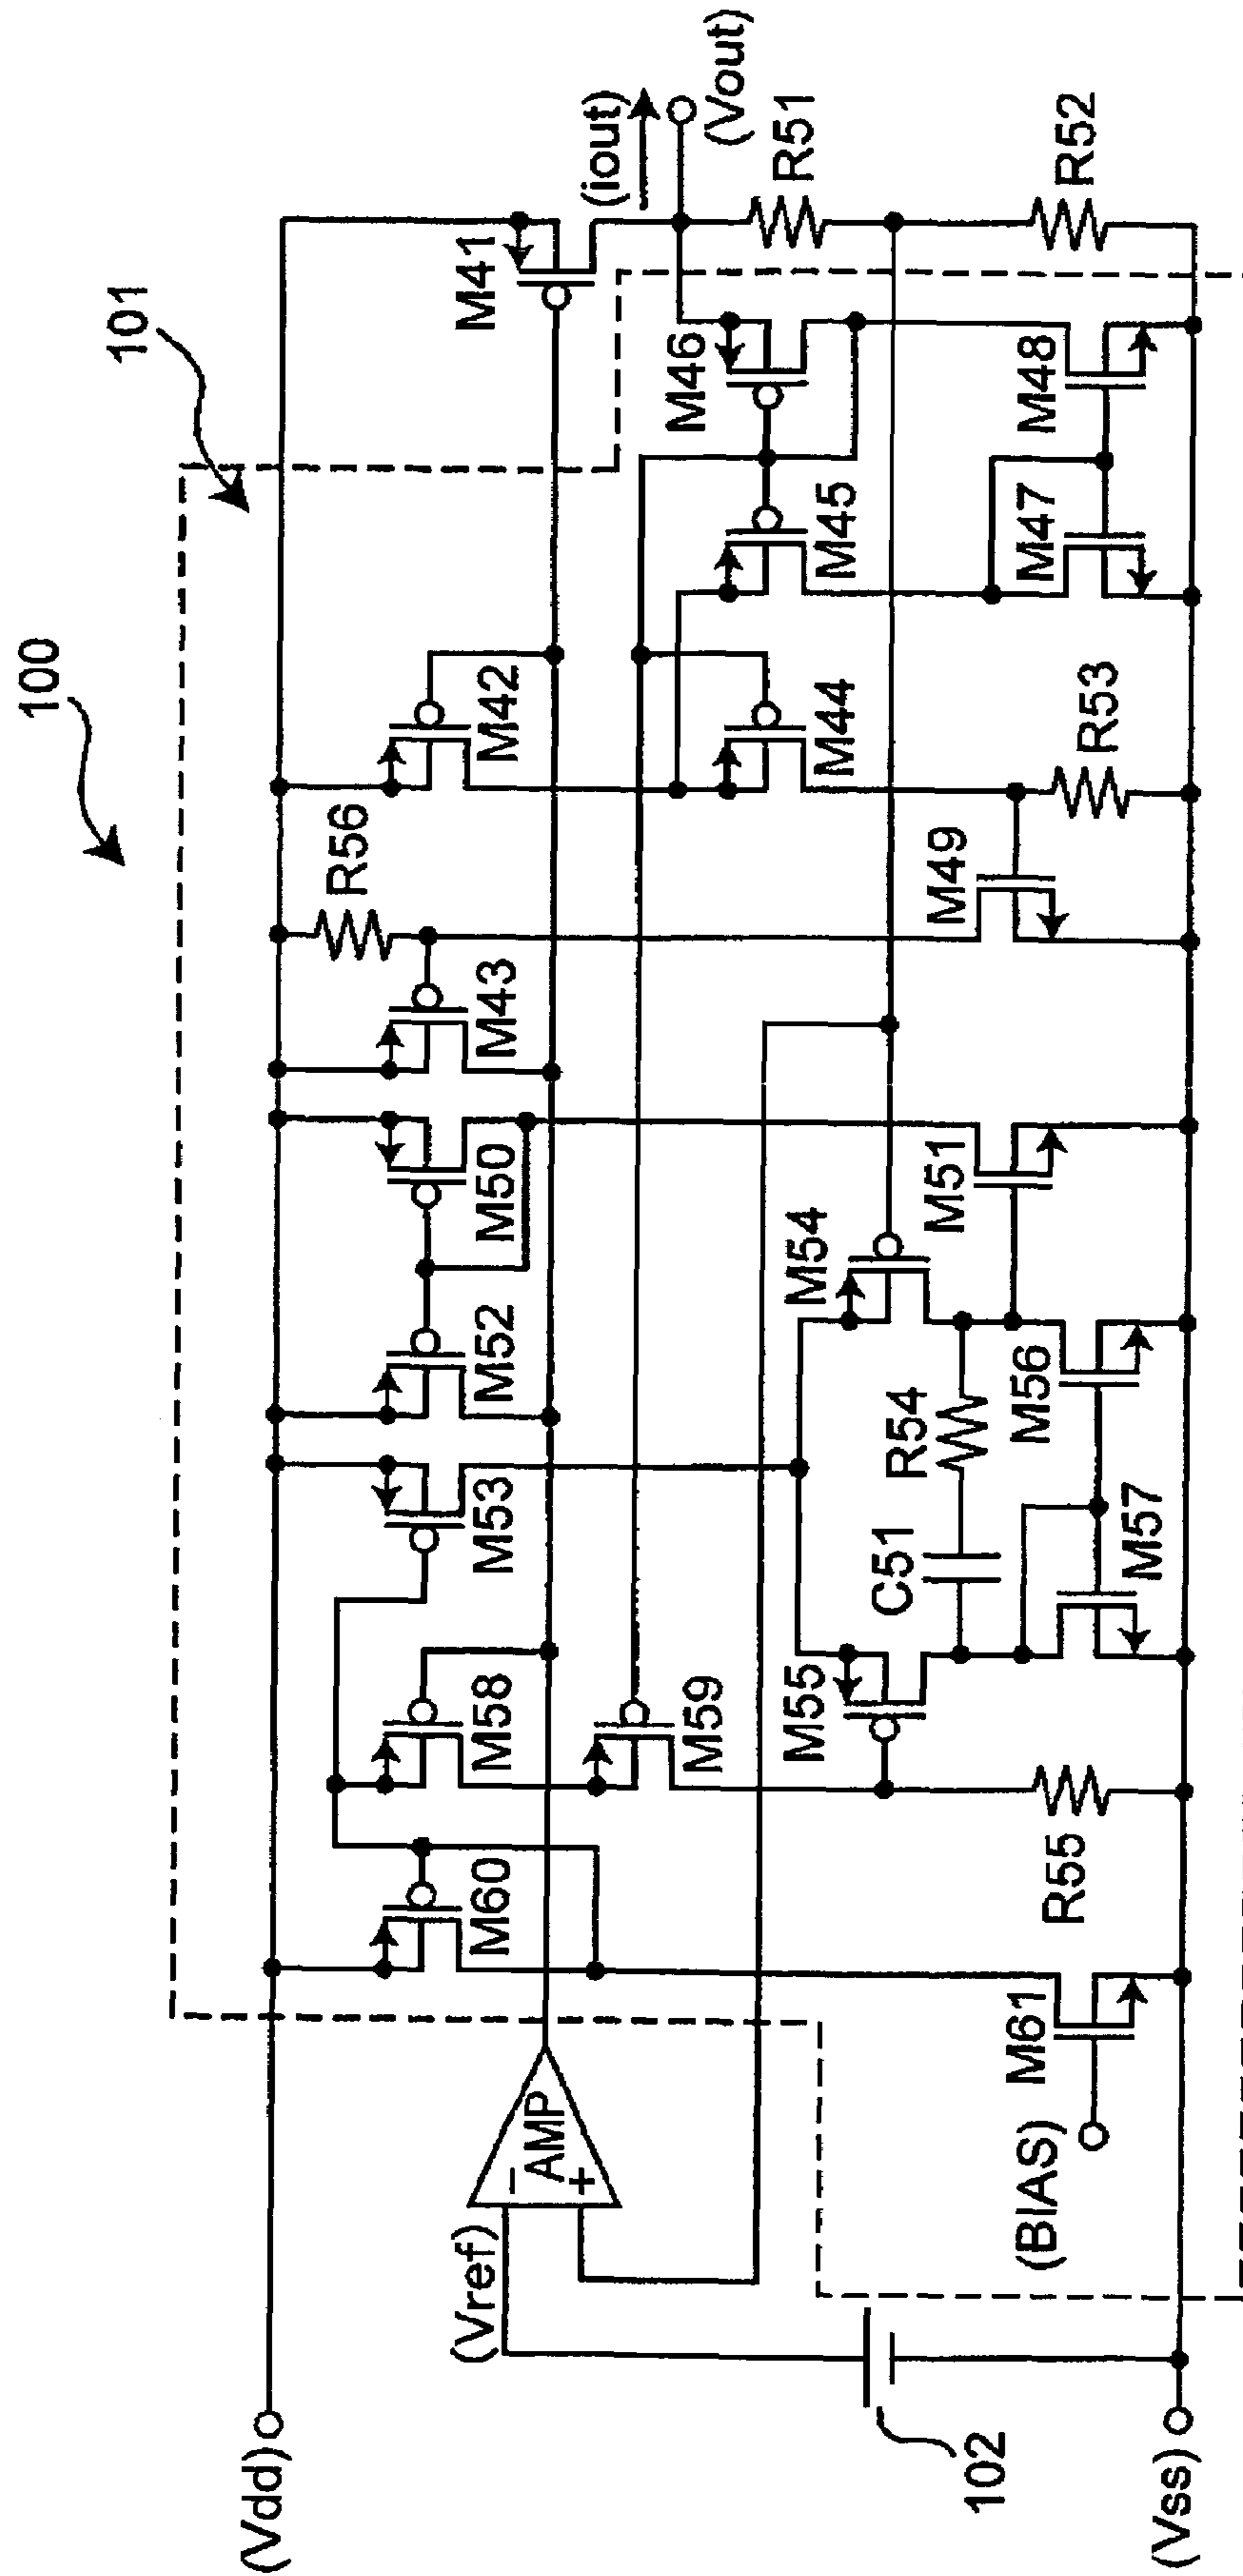 100
101
(Vdd)
R56
M41
(iout)
(Vout)
M60
M58
M53
M52
M50
M43
M42
AMP
−
+
(Vref)
M59
M46
M45
M44
R51
M55
M54
C51
R54
M51
M49
R53
M47
M48
R52
102
(BIAS)
M61
R55
M57
M56
(Vss)